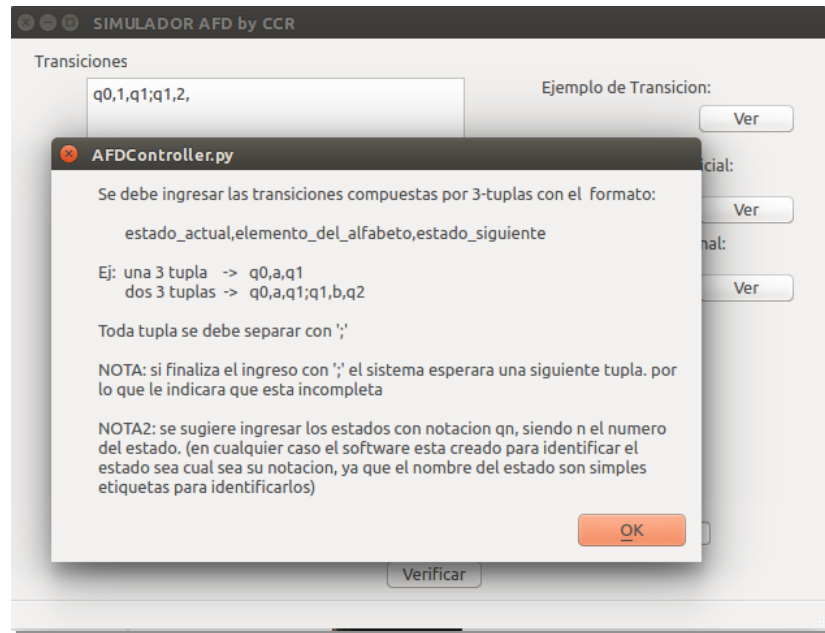 SIMULADOR AFD by CCR
Transiciones
q0,1,q1;q1,2,
Ejemplo de Transicion:
Ver
AFDController.py
icial:
Se debe ingresar las transiciones compuestas por 3-tuplas con el formato:
Ver
estado_actual,elemento_del_alfabeto,estado_siguiente
nal:
Ej: una 3 tupla -> q0,a,q1
Ver
dos 3 tuplas -> q0,a,q1;q1,b,q2
Toda tupla se debe separar con ';'
NOTA: si finaliza el ingreso con ';' el sistema esperara una siguiente tupla. por
lo que le indicara que esta incompleta
NOTA2: se sugiere ingresar los estados con notacion qn, siendo n el numero
del estado. (en cualquier caso el software esta creado para identificar el
estado sea cual sea su notacion, ya que el nombre del estado son simples
etiquetas para identificarlos)
OK
Verificar